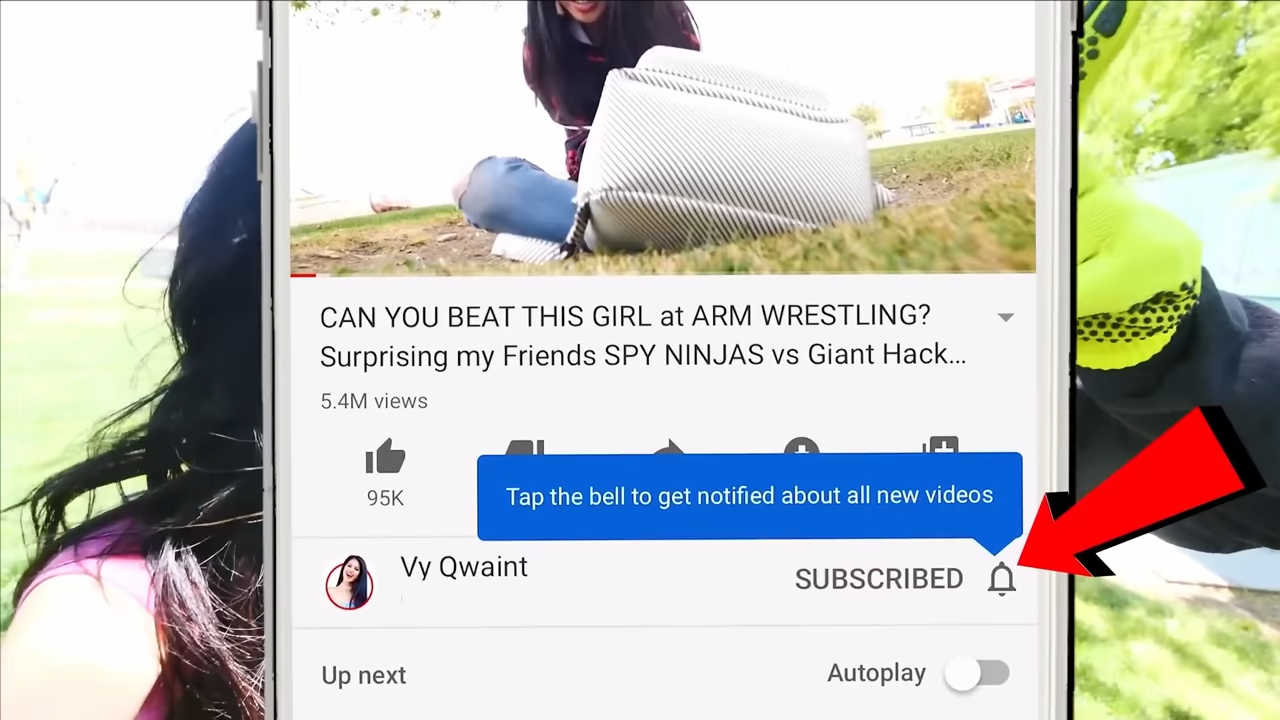 CAN YOU BEAT THIS GIRL at ARM WRESTLING?
Surprising my Friends SPY NINJAS vs Giant Hack...
5.4M views
95K
Tap the bell to get notified about all new videos
Vy Qwaint
SUBSCRIBED
Up next
Autoplay